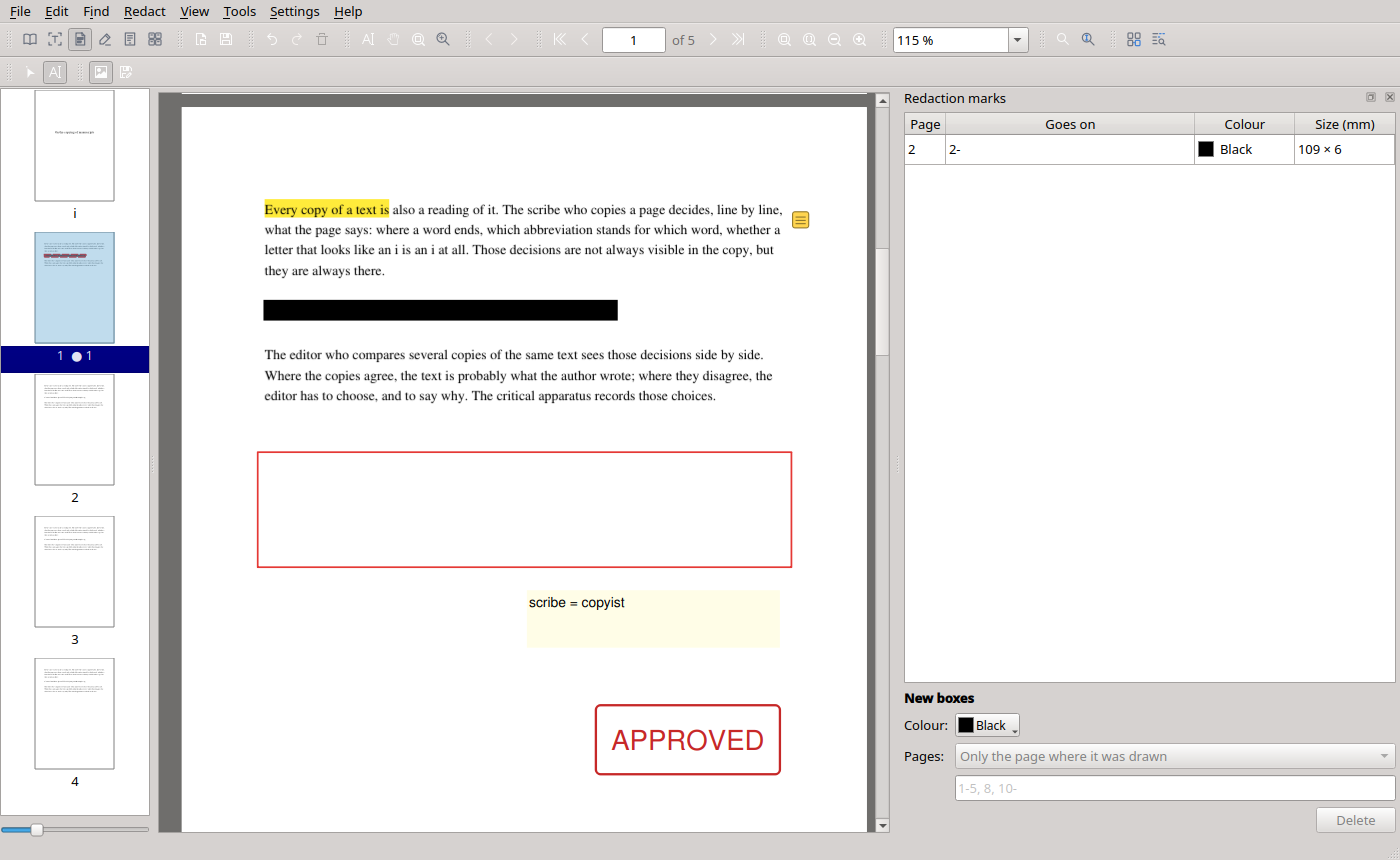 File Edit Find Redact View Tools Settings Help
1 of 5 115 %
i
1 1
2
3
4
Every copy of a text is also a reading of it. The scribe who copies a page decides, line by line,
what the page says: where a word ends, which abbreviation stands for which word, whether a
letter that looks like an i is an i at all. Those decisions are not always visible in the copy, but
they are always there.
The editor who compares several copies of the same text sees those decisions side by side.
Where the copies agree, the text is probably what the author wrote; where they disagree, the
editor has to choose, and to say why. The critical apparatus records those choices.
scribe = copyist
APPROVED
Redaction marks
Page Goes on Colour Size (mm)
2 2- Black 109 × 6
New boxes
Colour: Black
Pages: Only the page where it was drawn
1-5, 8, 10-
Delete